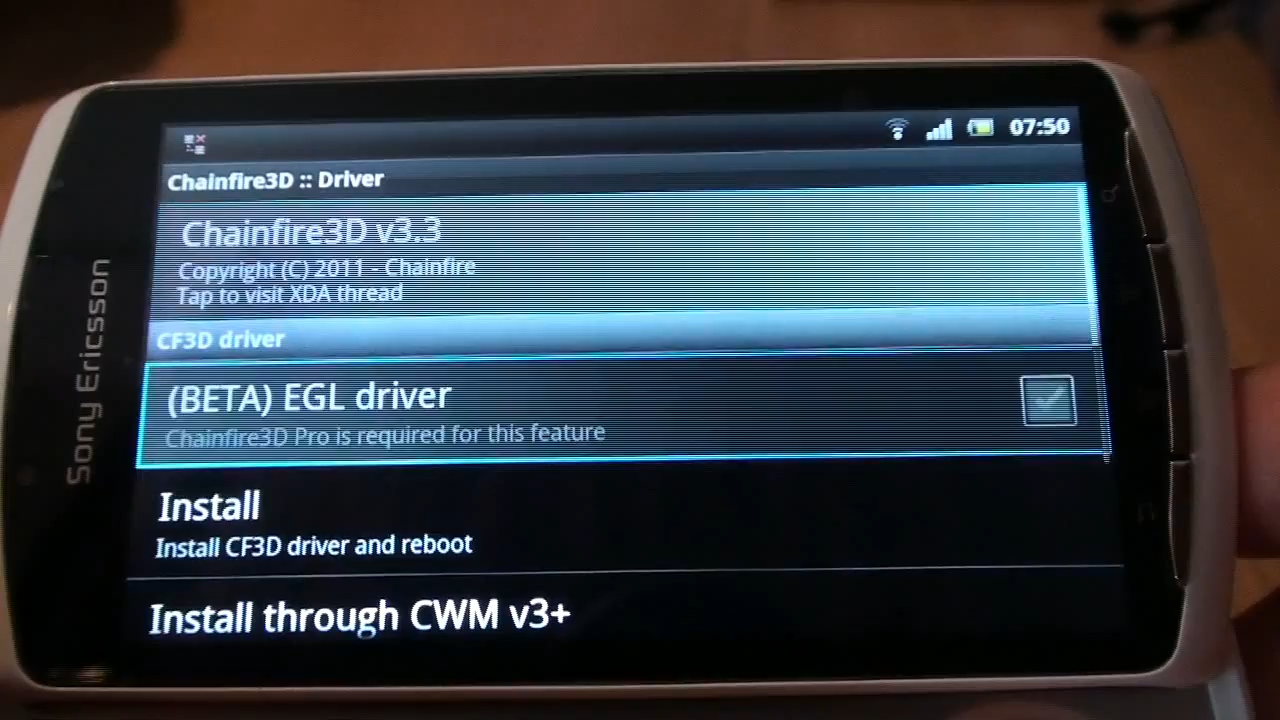 07:50
Chainfire3D :: Driver
Chainfire3D v3.3
Copyright (C) 2011 - Chainfire
Tap to visit XDA thread
CF3D driver
(BETA) EGL driver
Chainfire3D Pro is required for this feature
Install
Install CF3D driver and reboot
Install through CWM v3+
Sony Ericsson